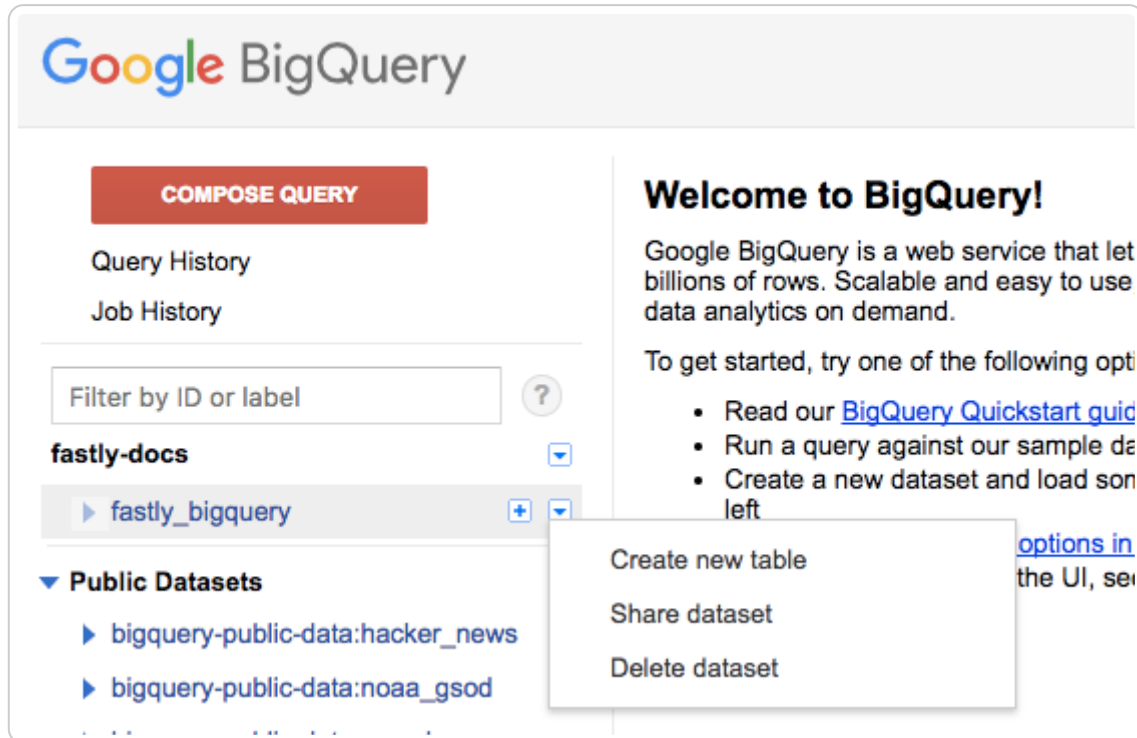 Google BigQuery
COMPOSE QUERY
Query History
Job History
Filter by ID or label
?
fastly-docs
fastly_bigquery
Public Datasets
bigquery-public-data:hacker_news
bigquery-public-data:noaa_gsod
Welcome to BigQuery!
Google BigQuery is a web service that let
billions of rows. Scalable and easy to use
data analytics on demand.
To get started, try one of the following opti
• Read our BigQuery Quickstart guid
• Run a query against our sample da
• Create a new dataset and load som
left
options in
the UI, see
Create new table
Share dataset
Delete dataset